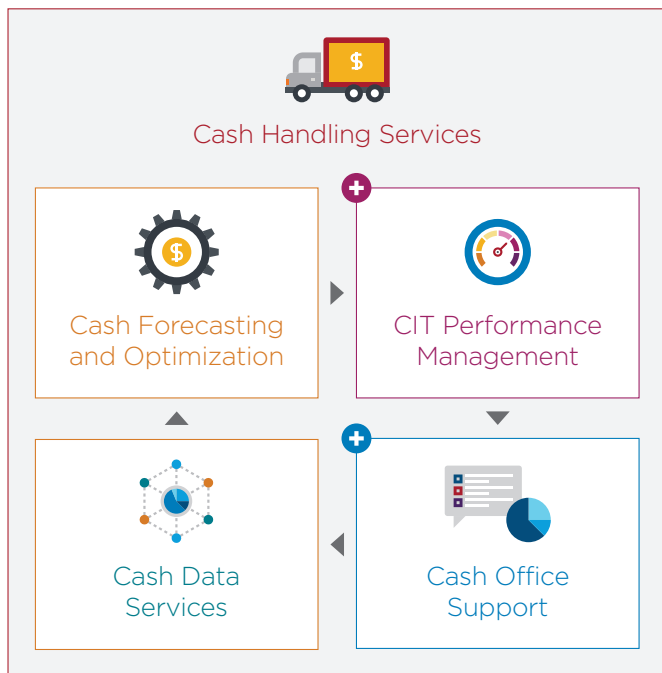 $
Cash Handling Services
$
Cash Forecasting
and Optimization
CIT Performance
Management
Cash Data
Services
Cash Office
Support